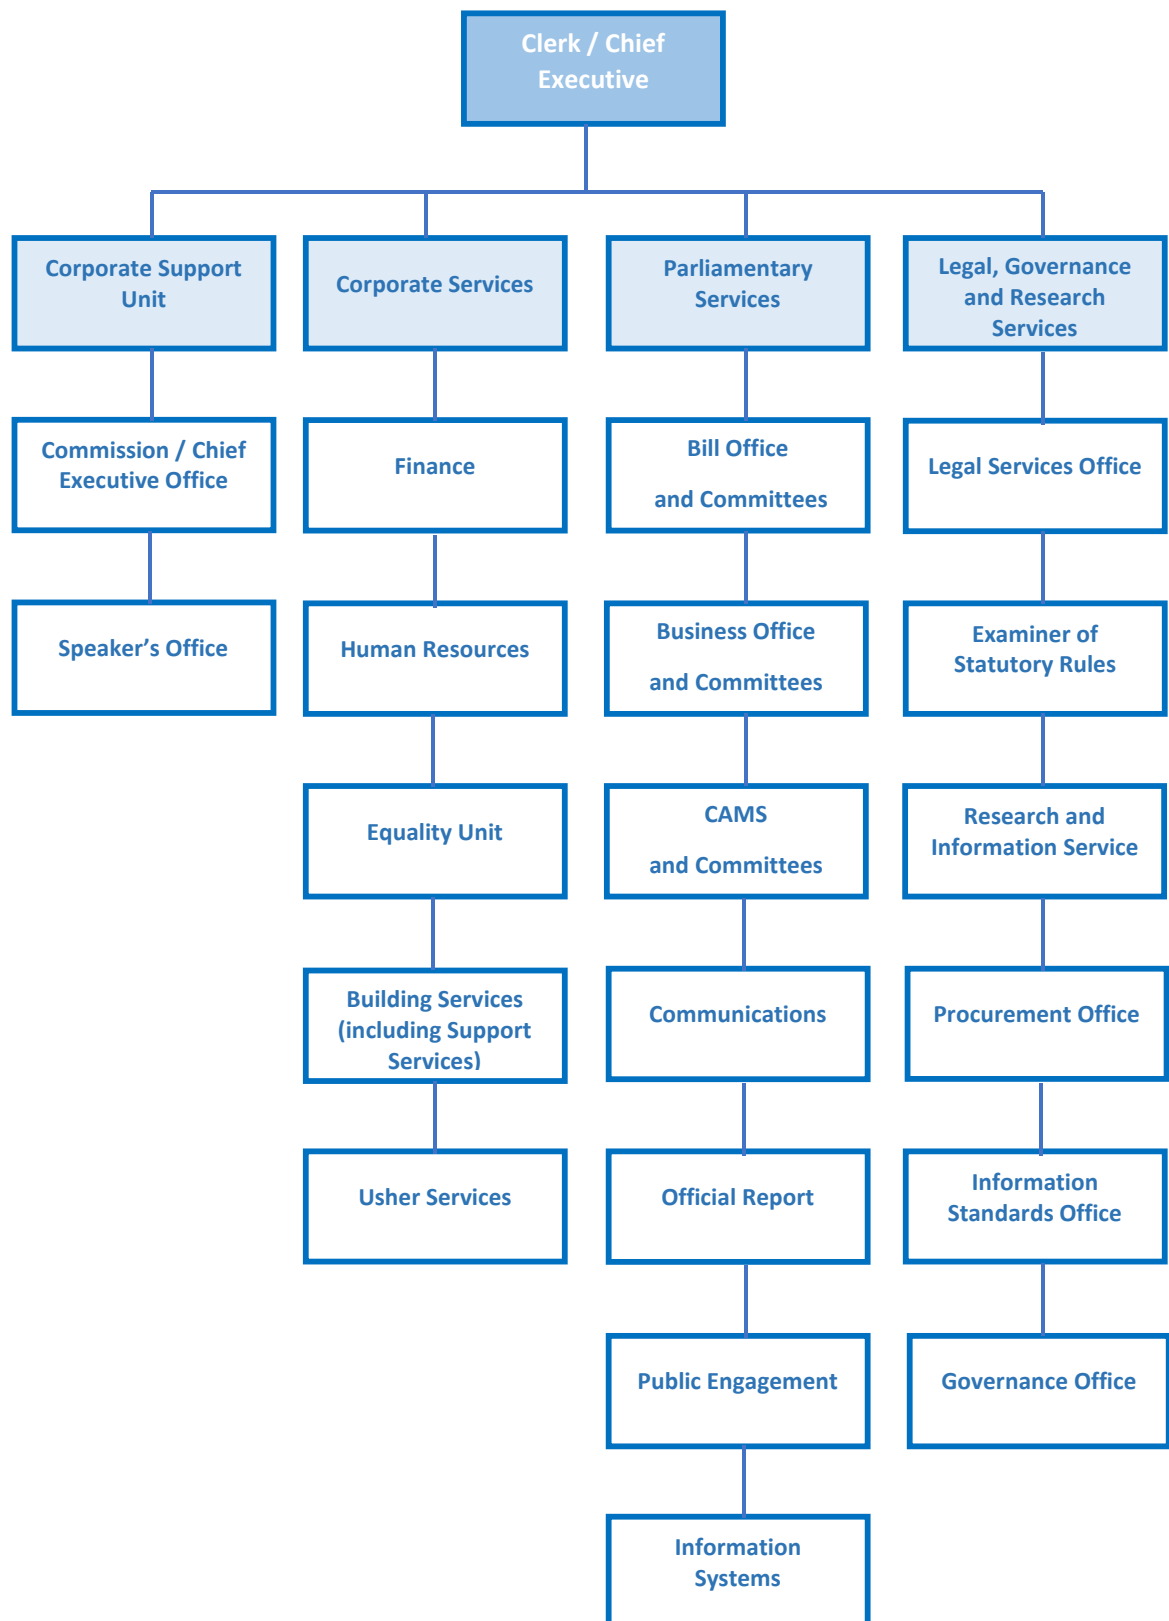 Clerk / Chief
Executive
Corporate Support
Unit
Corporate Services
Parliamentary
Services
Legal, Governance
and Research
Services
Commission / Chief
Executive Office
Finance
Bill Office
and Committees
Legal Services Office
Speaker’s Office
Human Resources
Business Office
and Committees
Examiner of
Statutory Rules
Equality Unit
CAMS
and Committees
Research and
Information Service
Building Services
(including Support
Services)
Communications
Procurement Office
Usher Services
Official Report
Information
Standards Office
Public Engagement
Governance Office
Information
Systems